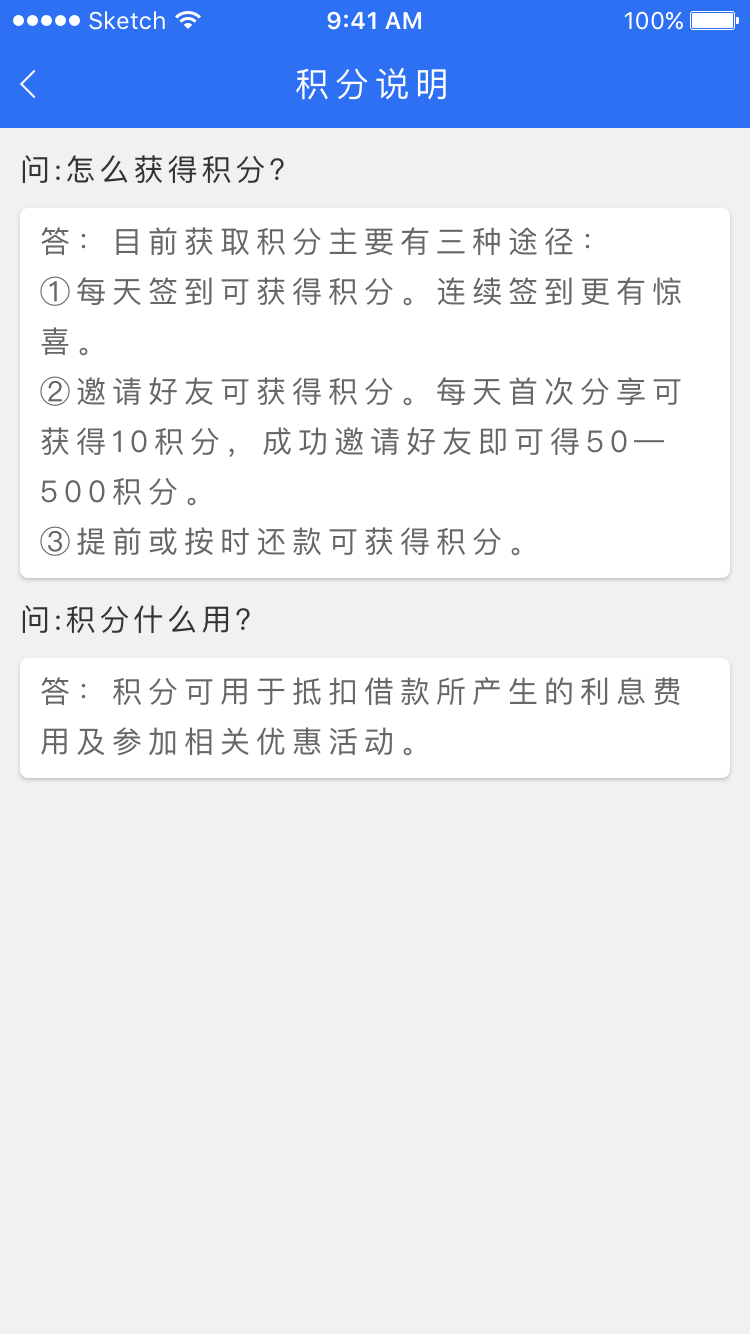 Sketch 9:41 AM 100%
积分说明
问:怎么获得积分?
答：目前获取积分主要有三种途径：
①每天签到可获得积分。连续签到更有惊
喜。
②邀请好友可获得积分。每天首次分享可
获得10积分，成功邀请好友即可得50—
500积分。
③提前或按时还款可获得积分。
问:积分什么用?
答：积分可用于抵扣借款所产生的利息费
用及参加相关优惠活动。